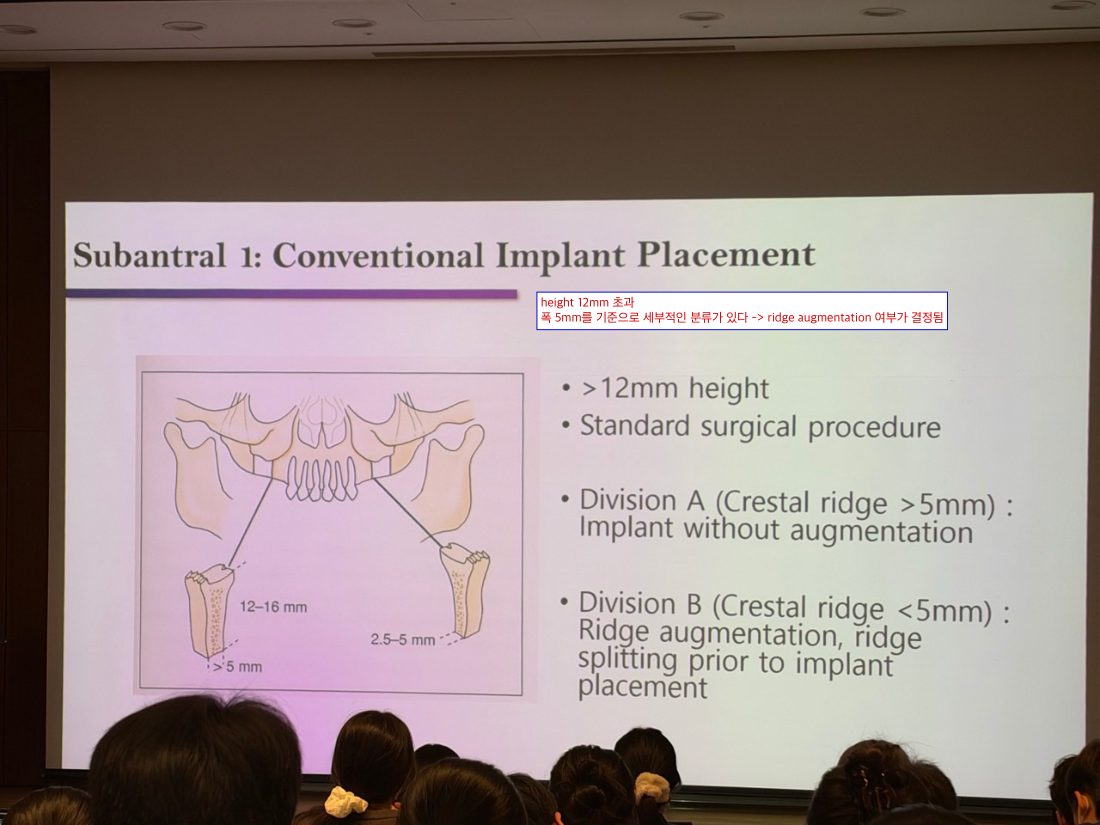 Subantral 1: Conventional Implant Placement
height 12mm 초과
폭 5mm를 기준으로 세부적인 분류가 있다 -> ridge augmentation 여부가 결정됨
• >12mm height
• Standard surgical procedure
• Division A (Crestal ridge >5mm) :
Implant without augmentation
• Division B (Crestal ridge <5mm) :
Ridge augmentation, ridge
splitting prior to implant
placement
12–16 mm
> 5 mm
2.5–5 mm